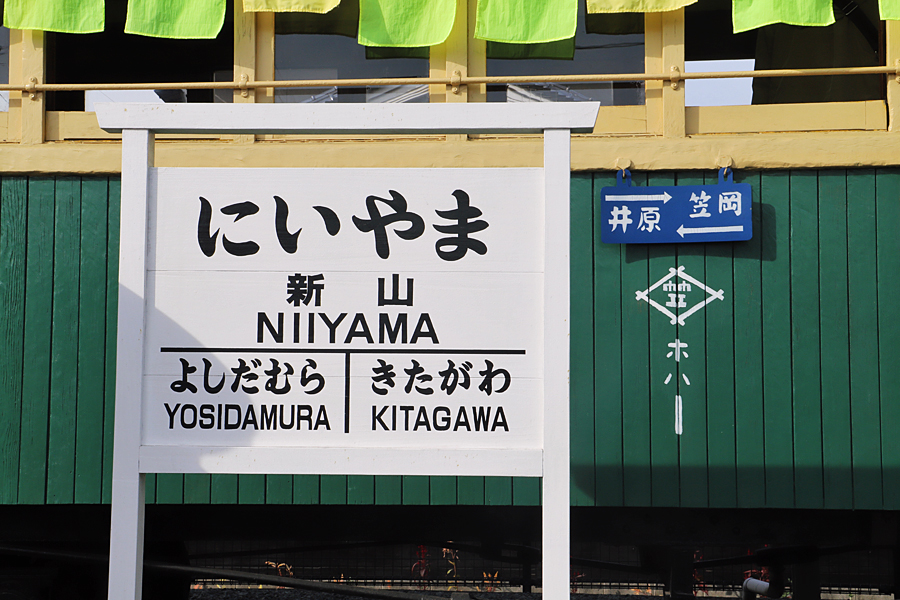 にいやま
新山
NIIYAMA
よしだむら きたがわ
YOSIDAMURA KITAGAWA
→ 笠岡
井原 ←
ホハ